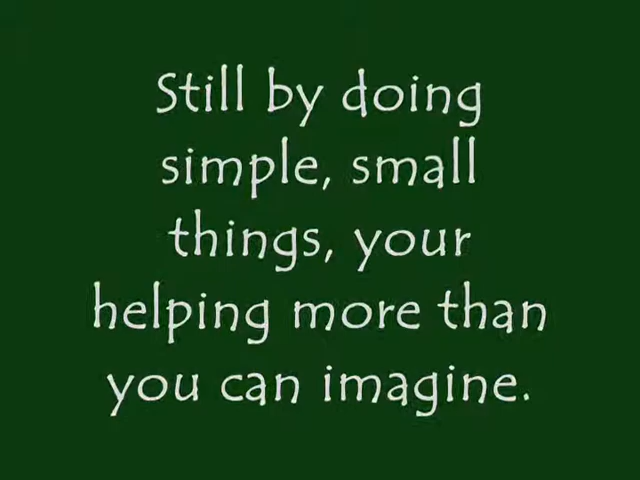 Still by doing
simple, small
things, your
helping more than
you can imagine.